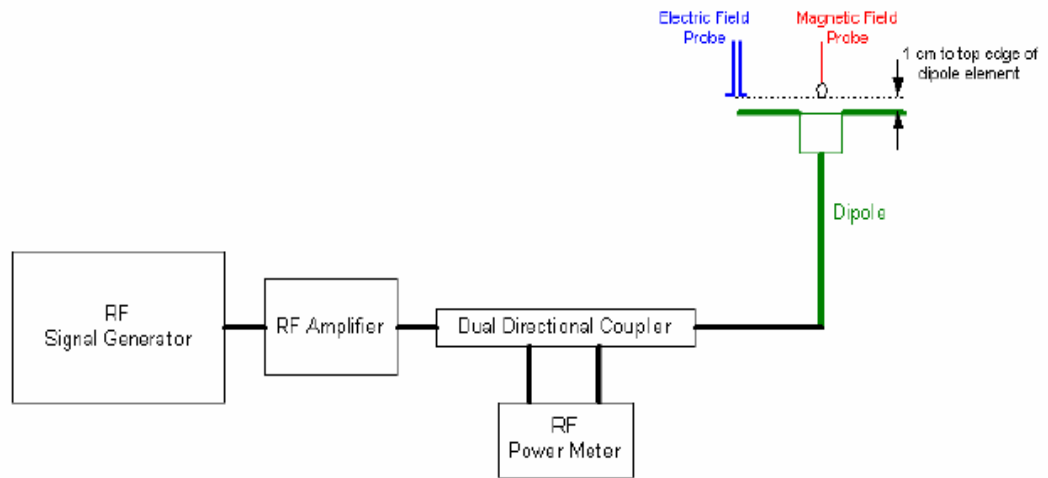 Electric Field
Probe
Magnetic Field
Probe
1 cm to top edge of
dipole element
Dipole
RF
Signal Generator
RF Amplifier
Dual Directional Coupler
RF
Power Meter